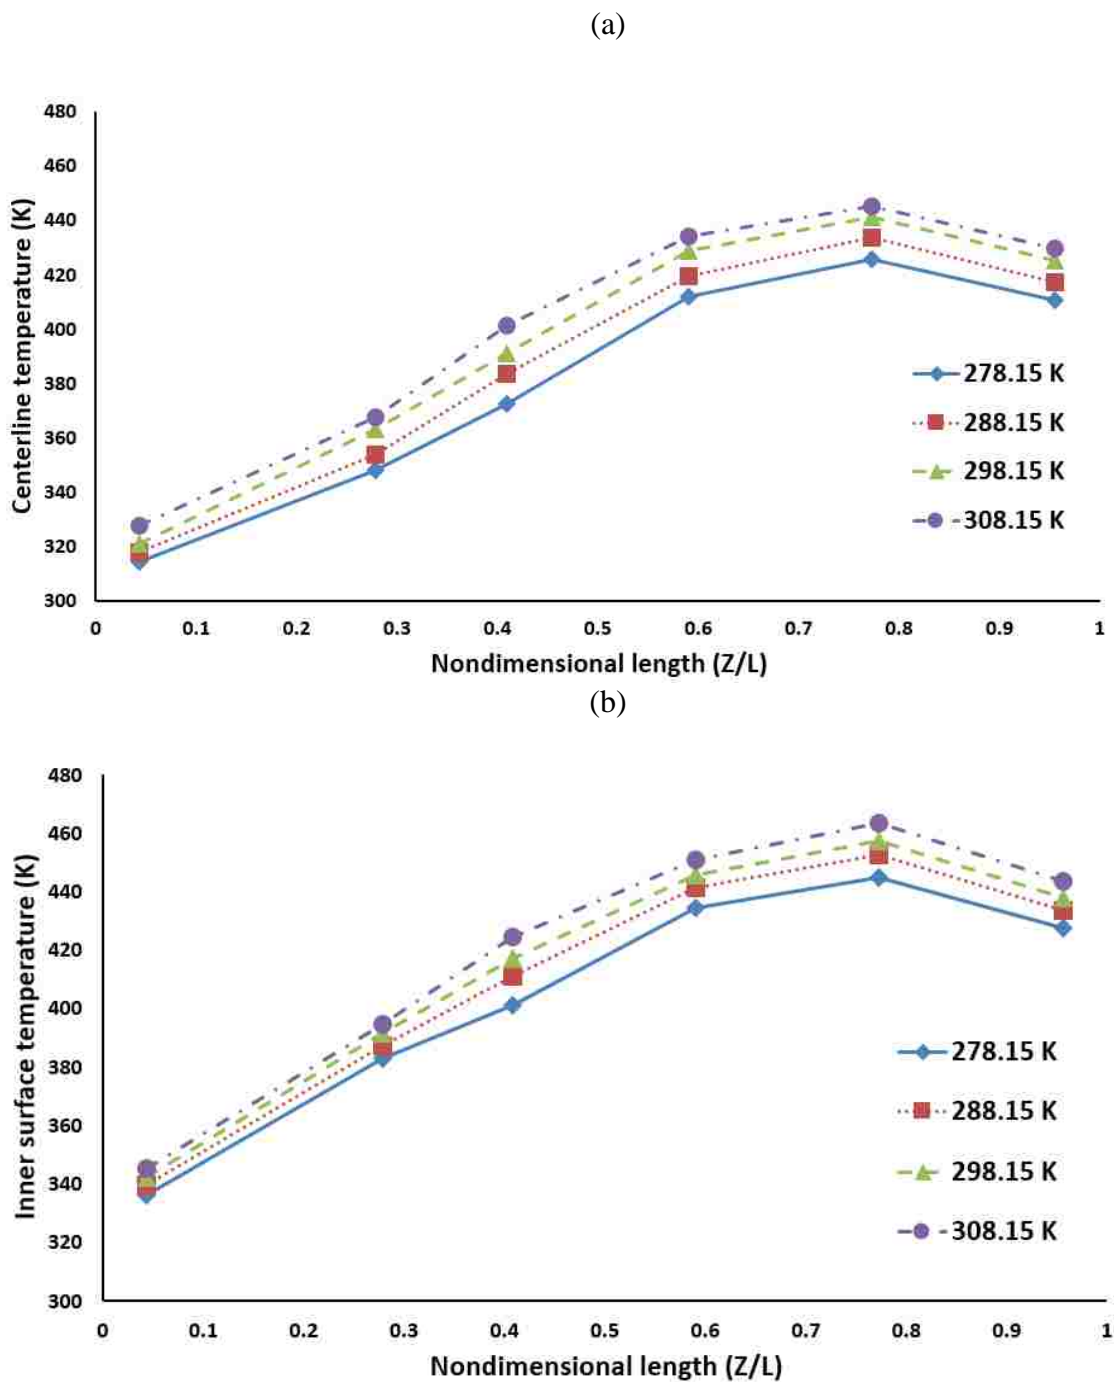 (a)
480
460
440
420
400
380
360
340
320
300
Centerline temperature (K)
278.15 K
288.15 K
298.15 K
308.15 K
0 0.1 0.2 0.3 0.4 0.5 0.6 0.7 0.8 0.9 1
Nondimensional length (Z/L)
(b)
480
460
440
420
400
380
360
340
320
300
Inner surface temperature (K)
278.15 K
288.15 K
298.15 K
308.15 K
0 0.1 0.2 0.3 0.4 0.5 0.6 0.7 0.8 0.9 1
Nondimensional length (Z/L)